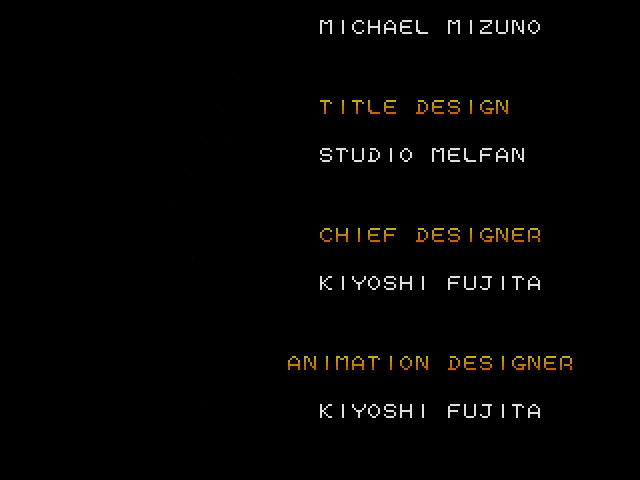 MICHAEL MIZUNO
TITLE DESIGN
STUDIO MELFAN
CHIEF DESIGNER
KIYOSHI FUJITA
ANIMATION DESIGNER
KIYOSHI FUJITA